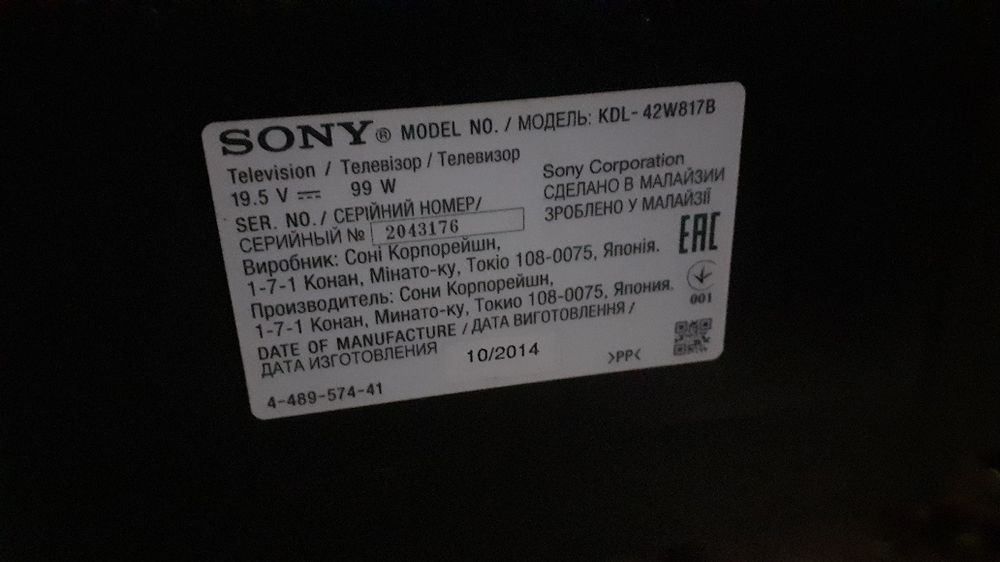 SONY® MODEL NO. / МОДЕЛЬ: KDL-42W817B
Television / Телевізор / Телевизор
19.5 V ⎓ 99 W
Sony Corporation
СДЕЛАНО В МАЛАЙЗИИ
ЗРОБЛЕНО У МАЛАЙЗІЇ
SER. NO./ СЕРІЙНИЙ НОМЕР/
СЕРИЙНЫЙ № 2043176
EAC
Виробник: Соні Корпорейшн,
1-7-1 Конан, Мінато-ку, Токіо 108-0075, Японія.
Производитель: Сони Корпорейшн,
1-7-1 Конан, Минато-ку, Токио 108-0075, Япония.
001
DATE OF MANUFACTURE / ДАТА ВИГОТОВЛЕННЯ /
ДАТА ИЗГОТОВЛЕНИЯ 10/2014 >PP<
4-489-574-41